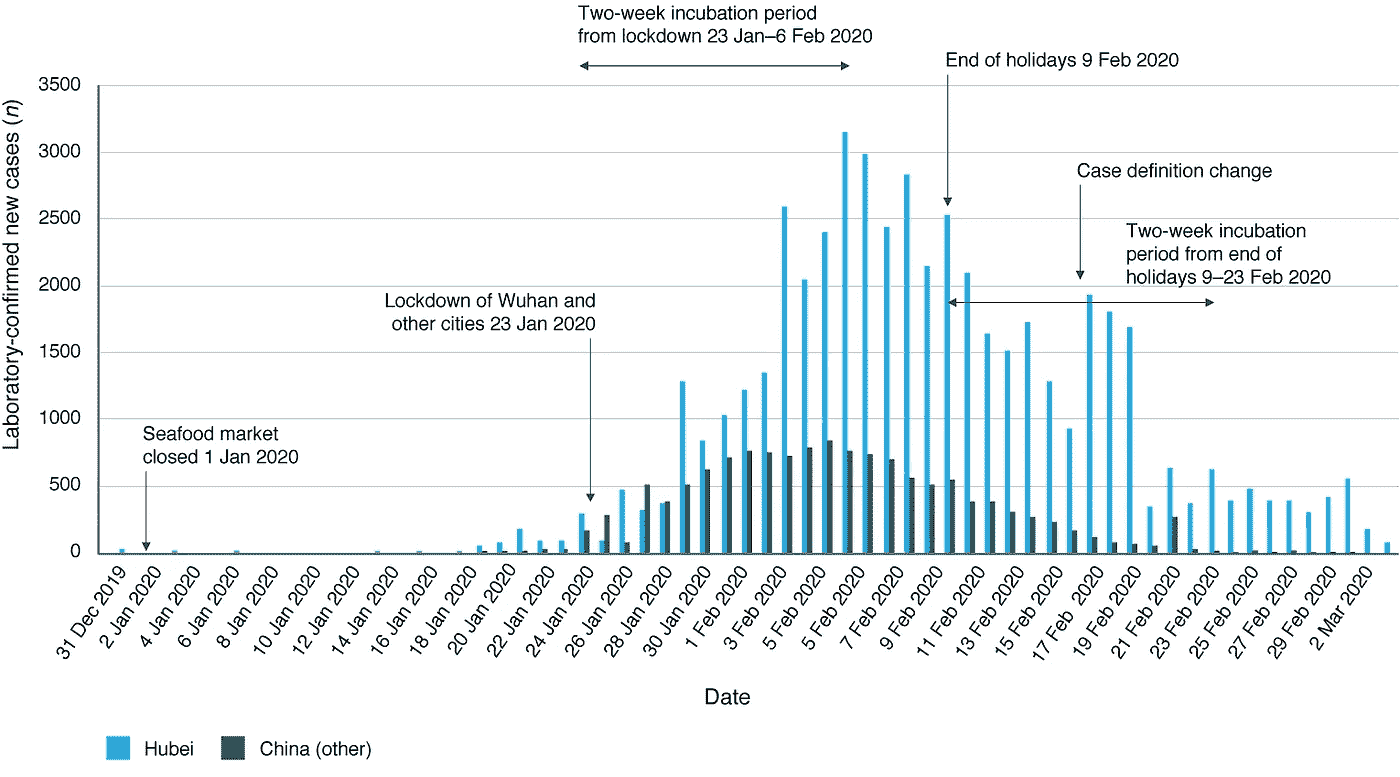 Two-week incubation period
from lockdown 23 Jan–6 Feb 2020
End of holidays 9 Feb 2020
Case definition change
Two-week incubation
period from end of
holidays 9–23 Feb 2020
Lockdown of Wuhan and
other cities 23 Jan 2020
Seafood market
closed 1 Jan 2020
Laboratory-confirmed new cases (n)
3500
3000
2500
2000
1500
1000
500
0
31 Dec 2019
2 Jan 2020
4 Jan 2020
6 Jan 2020
8 Jan 2020
10 Jan 2020
12 Jan 2020
14 Jan 2020
16 Jan 2020
18 Jan 2020
20 Jan 2020
22 Jan 2020
24 Jan 2020
26 Jan 2020
28 Jan 2020
30 Jan 2020
1 Feb 2020
3 Feb 2020
5 Feb 2020
5 Feb 2020
7 Feb 2020
9 Feb 2020
11 Feb 2020
13 Feb 2020
15 Feb 2020
17 Feb 2020
19 Feb 2020
21 Feb 2020
23 Feb 2020
25 Feb 2020
27 Feb 2020
29 Feb 2020
2 Mar 2020
Date
Hubei
China (other)